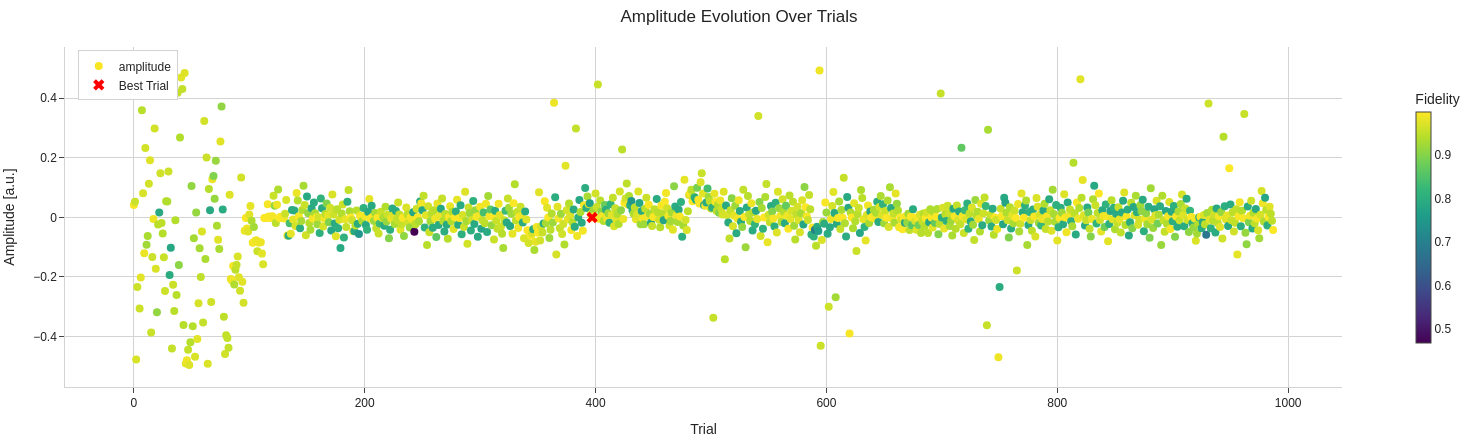 Amplitude Evolution Over Trials
amplitude
Best Trial
Amplitude [a.u.]
0.4
0.2
0
−0.2
−0.4
0
200
400
600
800
1000
Trial
Fidelity
0.9
0.8
0.7
0.6
0.5